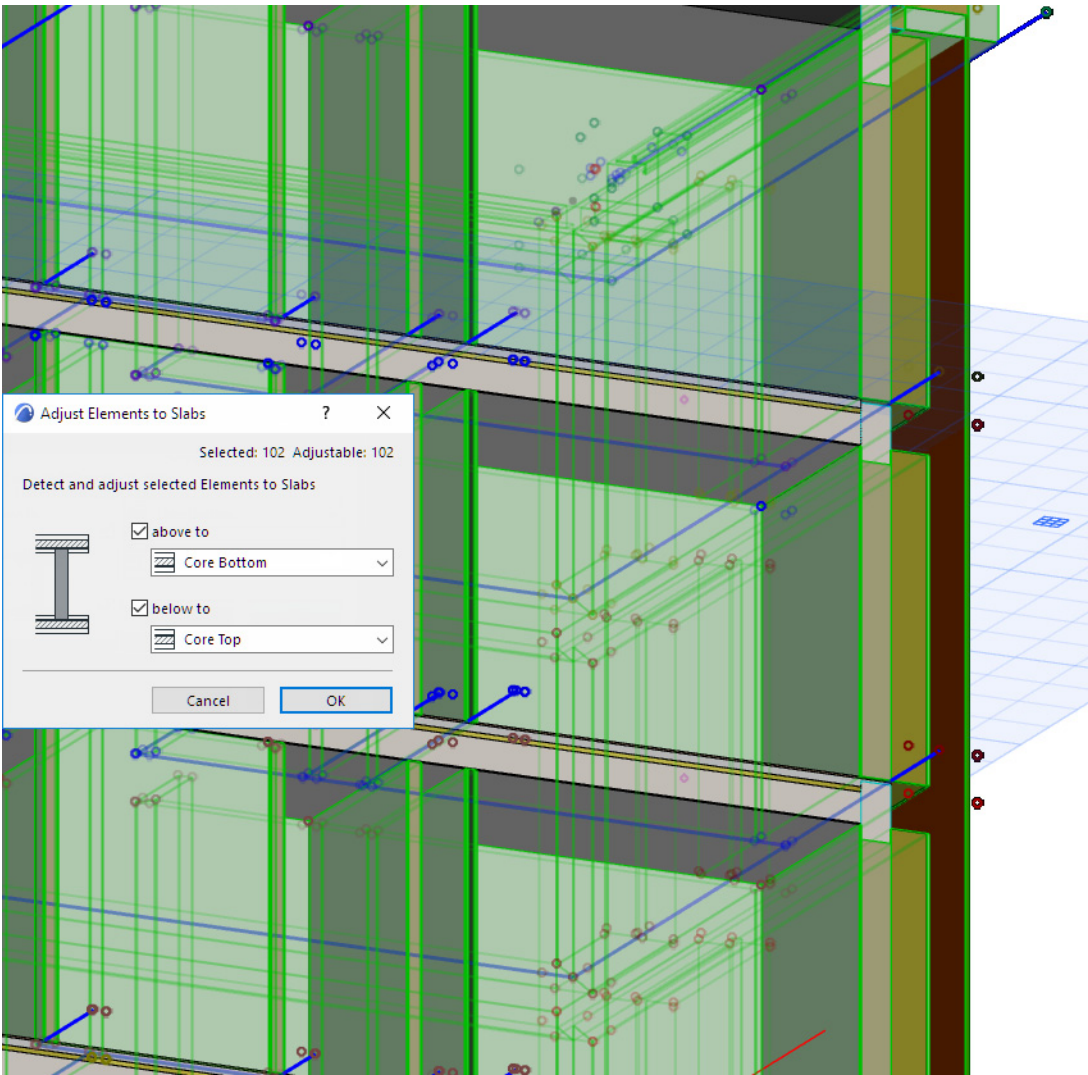 Adjust Elements to Slabs
?
Selected: 102 Adjustable: 102
Detect and adjust selected Elements to Slabs
above to
Core Bottom
below to
Core Top
Cancel
OK